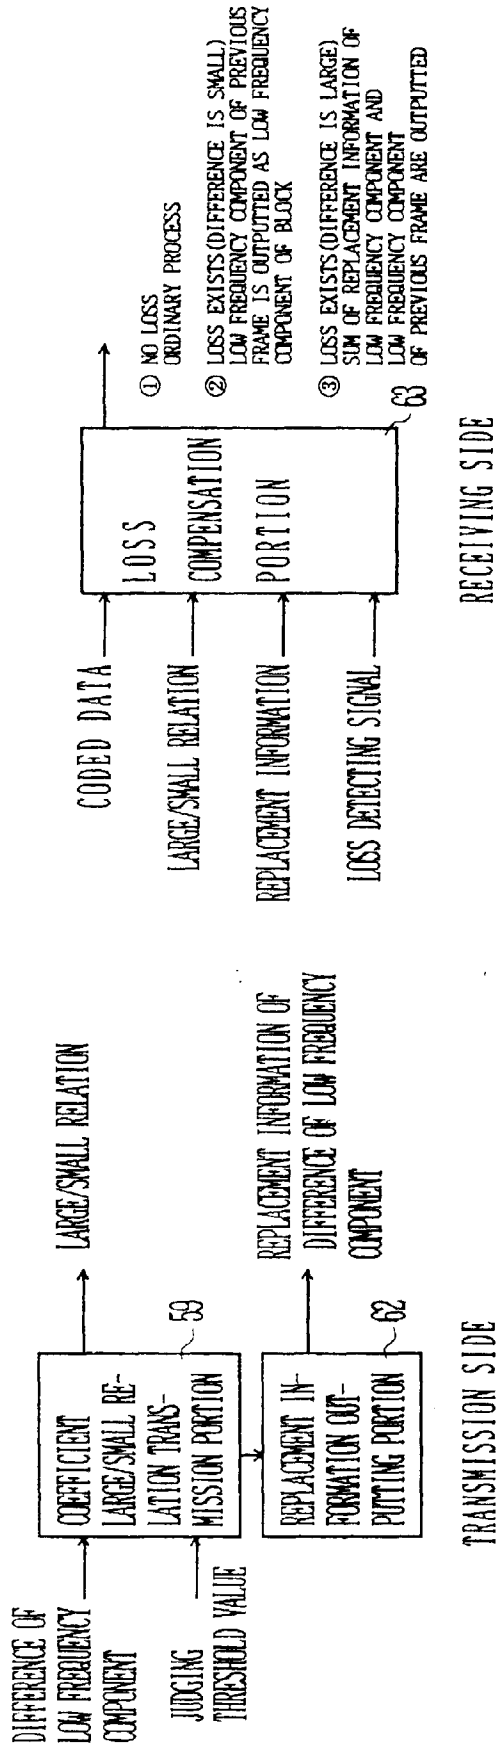 DIFFERENCE OF
LOW FREQUENCY
COMPONENT
JUDGING
THRESHOLD VALUE
COEFFICIENT
LARGE/SMALL RE-
LATION TRANS-
MISSION PORTION
59
LARGE/SMALL RELATION
REPLACEMENT IN-
FORMATION OUT-
PUTTING PORTION
62
REPLACEMENT INFORMATION OF
DIFFERENCE OF LOW FREQUENCY
COMPONENT
TRANSMISSION SIDE
CODED DATA
LARGE/SMALL RELATION
REPLACEMENT INFORMATION
LOSS DETECTING SIGNAL
LOSS
COMPENSATION
PORTION
63
① NO LOSS
ORDINARY PROCESS
② LOSS EXISTS(DIFFERENCE IS SMALL)
LOW FREQUENCY COMPONENT OF PREVIOUS
FRAME IS OUTPUTTED AS LOW FREQUENCY
COMPONENT OF BLOCK
③ LOSS EXISTS(DIFFERENCE IS LARGE)
SUM OF REPLACEMENT INFORMATION OF
LOW FREQUENCY COMPONENT AND
LOW FREQUENCY COMPONENT
OF PREVIOUS FRAME ARE OUTPUTTED
RECEIVING SIDE